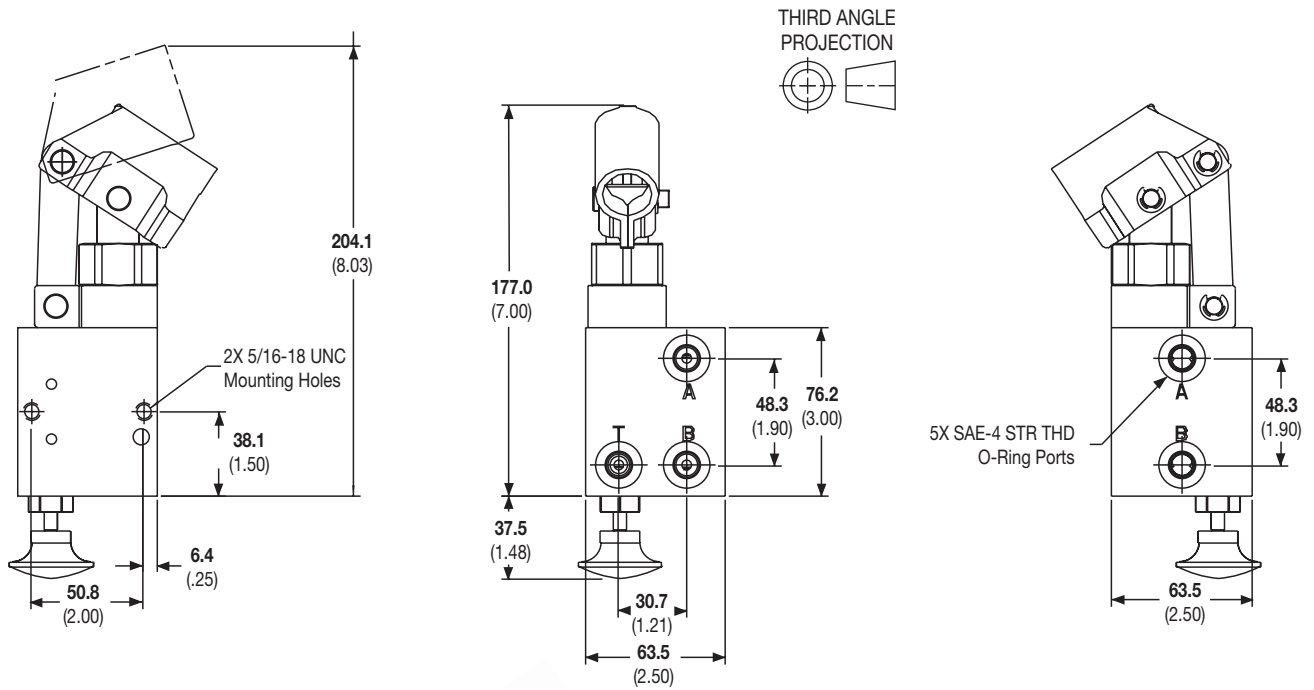 THIRD ANGLE
PROJECTION
204.1
(8.03)
2X 5/16-18 UNC
Mounting Holes
38.1
(1.50)
6.4
(.25)
50.8
(2.00)
177.0
(7.00)
A
48.3
(1.90)
76.2
(3.00)
T
B
37.5
(1.48)
30.7
(1.21)
63.5
(2.50)
A
B
5X SAE-4 STR THD
O-Ring Ports
48.3
(1.90)
63.5
(2.50)